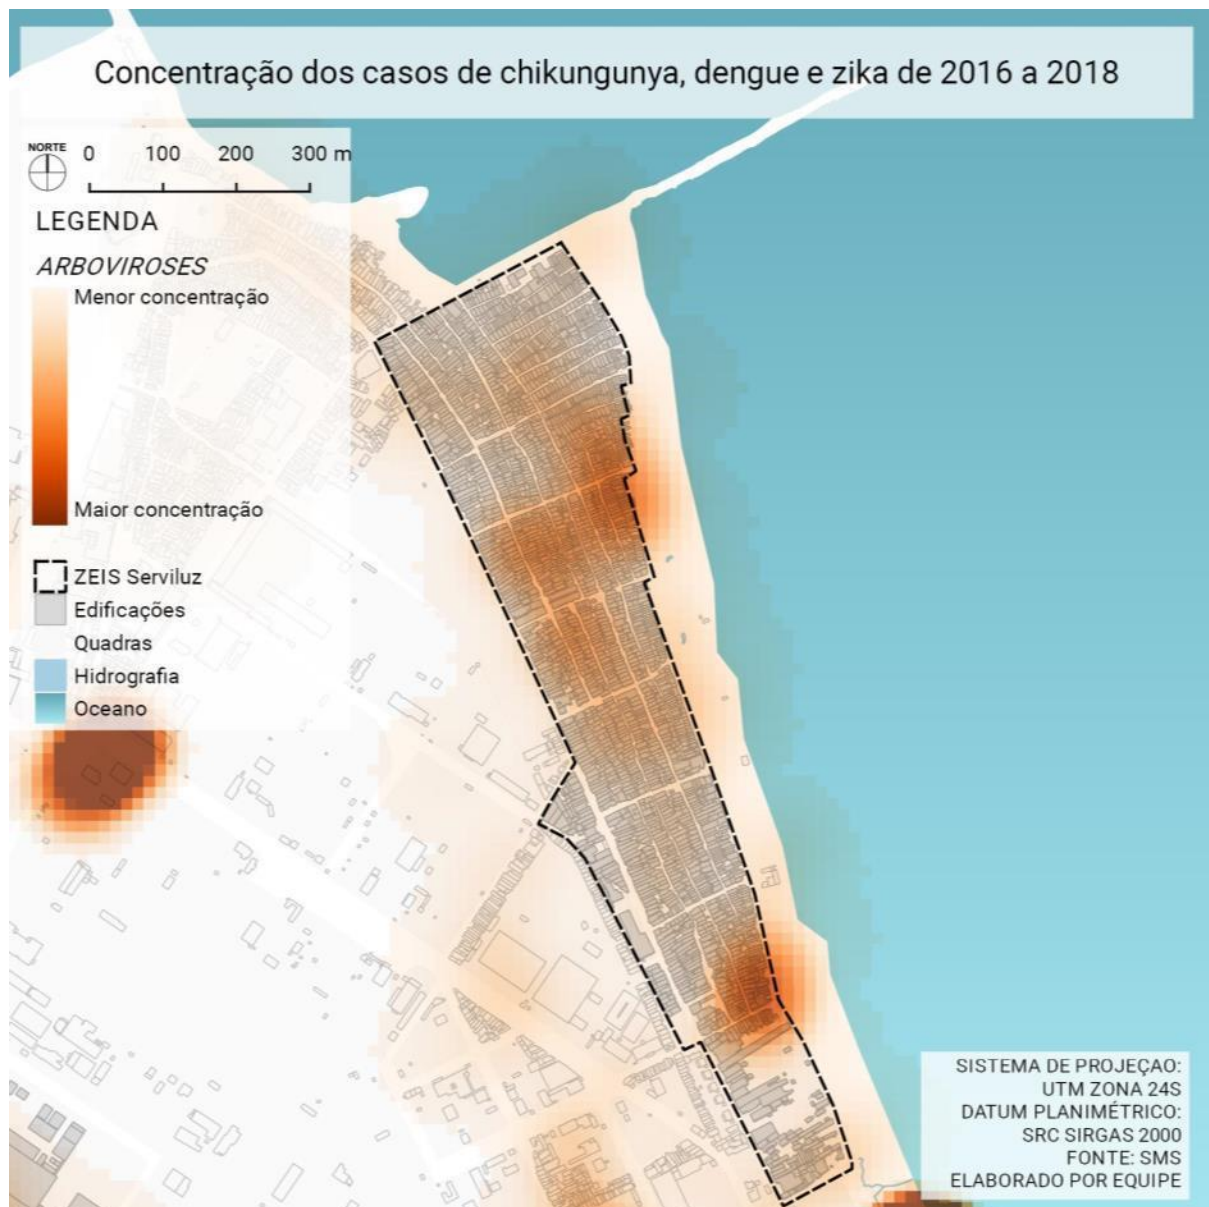 Concentração dos casos de chikungunya, dengue e zika de 2016 a 2018
NORTE
0 100 200 300 m
LEGENDA
ARBOVIROSES
Menor concentração
Maior concentração
ZEIS Serviluz
Edificações
Quadras
Hidrografia
Oceano
SISTEMA DE PROJEÇAO:
UTM ZONA 24S
DATUM PLANIMÉTRICO:
SRC SIRGAS 2000
FONTE: SMS
ELABORADO POR EQUIPE